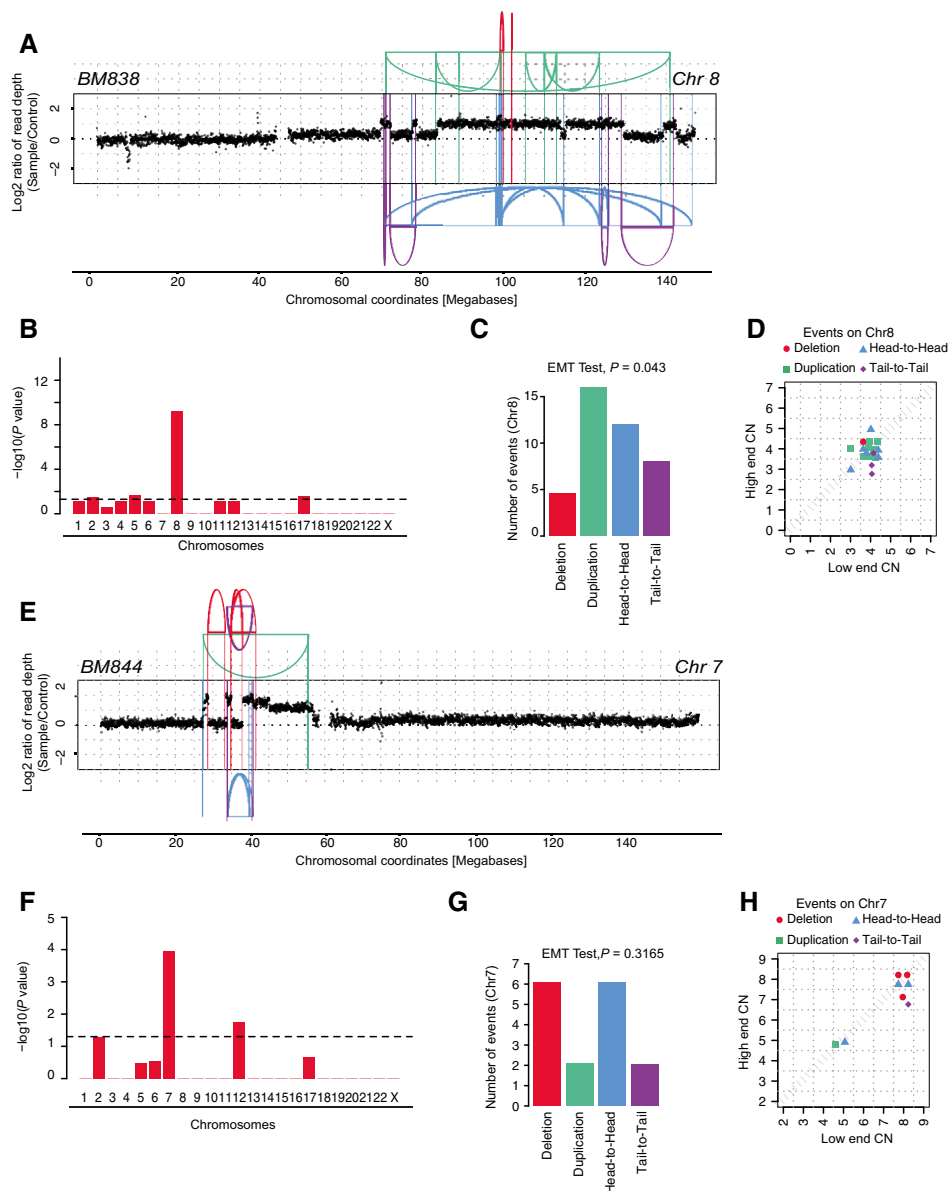 A
BM838
Chr 8
Log2 ratio of read depth
(Sample/Control)
2
0
−2
0 20 40 60 80 100 120 140
Chromosomal coordinates [Megabases]
B
−log10(P value)
12
8
4
0
1 2 3 4 5 6 7 8 9 10 11 12 13 14 15 16 17 18 19 20 21 22 X
Chromosomes
C
EMT Test, P = 0.043
Number of events (Chr8)
15
10
5
0
Deletion
Duplication
Head-to-Head
Tail-to-Tail
D
Events on Chr8
Deletion Head-to-Head
Duplication Tail-to-Tail
High end CN
7
6
5
4
3
2
1
0
0 1 2 3 4 5 6 7
Low end CN
E
BM844
Chr 7
Log2 ratio of read depth
(Sample/Control)
2
0
−2
0 20 40 60 80 100 120 140
Chromosomal coordinates [Megabases]
F
−log10(P value)
5
4
3
2
1
0
1 2 3 4 5 6 7 8 9 10 11 12 13 14 15 16 17 18 19 20 21 22 X
Chromosomes
G
EMT Test,P = 0.3165
Number of events (Chr7)
7
6
5
4
3
2
1
0
Deletion
Duplication
Head-to-Head
Tail-to-Tail
H
Events on Chr7
Deletion Head-to-Head
Duplication Tail-to-Tail
High end CN
9
8
7
6
5
4
3
2
2 3 4 5 6 7 8 9
Low end CN